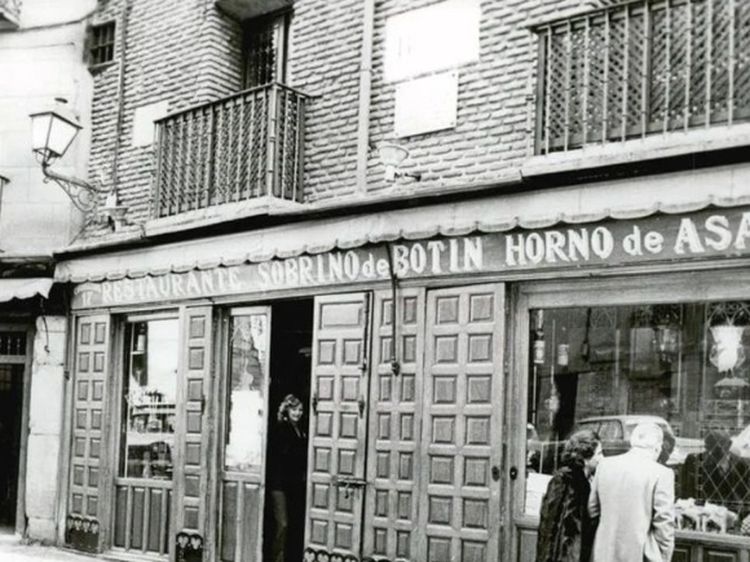 17 RESTAURANTE SOBRINO de BOTIN HORNO de ASA